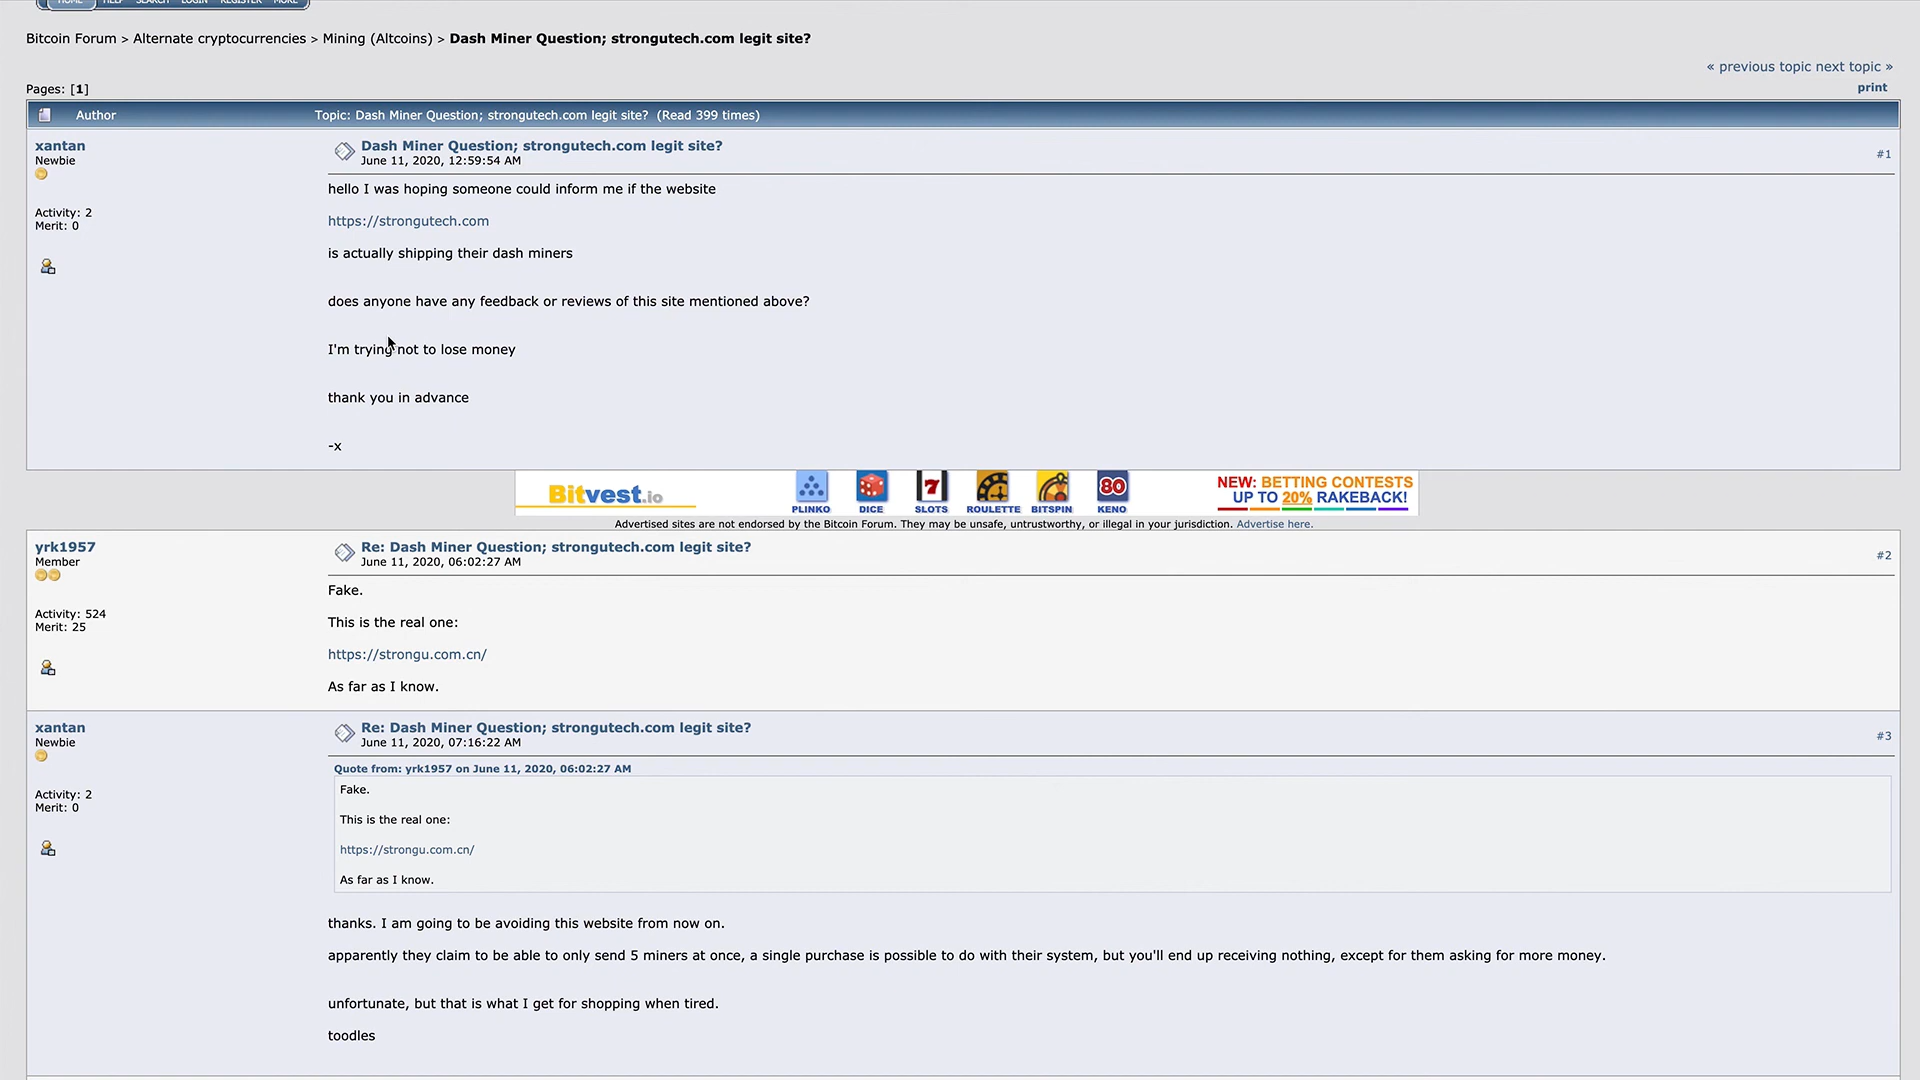 HOME HELP SEARCH LOGIN REGISTER MORE
Bitcoin Forum > Alternate cryptocurrencies > Mining (Altcoins) > Dash Miner Question; strongutech.com legit site?
« previous topic next topic »
Pages: [1]
print
Author Topic: Dash Miner Question; strongutech.com legit site? (Read 399 times)
xantan
Newbie
Activity: 2
Merit: 0
Dash Miner Question; strongutech.com legit site?
June 11, 2020, 12:59:54 AM
#1
hello I was hoping someone could inform me if the website
https://strongutech.com
is actually shipping their dash miners
does anyone have any feedback or reviews of this site mentioned above?
I'm trying not to lose money
thank you in advance
-x
Bitvest.io
PLINKO DICE SLOTS ROULETTE BITSPIN KENO
7
80
NEW: BETTING CONTESTS
UP TO 20% RAKEBACK!
Advertised sites are not endorsed by the Bitcoin Forum. They may be unsafe, untrustworthy, or illegal in your jurisdiction. Advertise here.
yrk1957
Member
Activity: 524
Merit: 25
Re: Dash Miner Question; strongutech.com legit site?
June 11, 2020, 06:02:27 AM
#2
Fake.
This is the real one:
https://strongu.com.cn/
As far as I know.
xantan
Newbie
Activity: 2
Merit: 0
Re: Dash Miner Question; strongutech.com legit site?
June 11, 2020, 07:16:22 AM
#3
Quote from: yrk1957 on June 11, 2020, 06:02:27 AM
Fake.
This is the real one:
https://strongu.com.cn/
As far as I know.
thanks. I am going to be avoiding this website from now on.
apparently they claim to be able to only send 5 miners at once, a single purchase is possible to do with their system, but you'll end up receiving nothing, except for them asking for more money.
unfortunate, but that is what I get for shopping when tired.
toodles